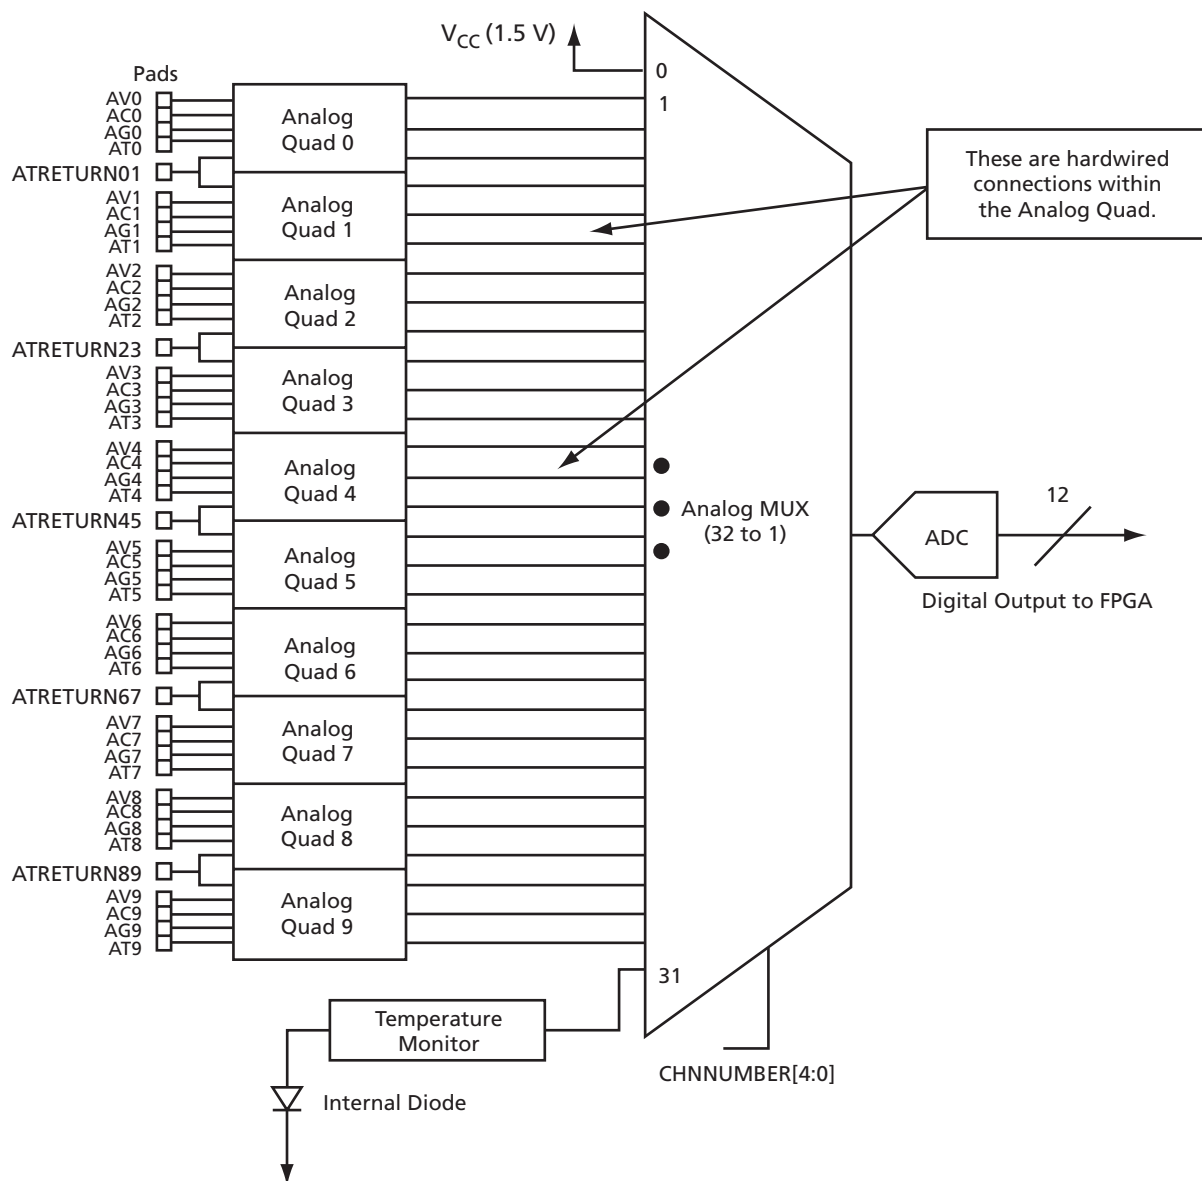 V_CC (1.5 V)
0
1
Pads
AV0
AC0
AG0
AT0
ATRETURN01
AV1
AC1
AG1
AT1
AV2
AC2
AG2
AT2
ATRETURN23
AV3
AC3
AG3
AT3
AV4
AC4
AG4
AT4
ATRETURN45
AV5
AC5
AG5
AT5
AV6
AC6
AG6
AT6
ATRETURN67
AV7
AC7
AG7
AT7
AV8
AC8
AG8
AT8
ATRETURN89
AV9
AC9
AG9
AT9
Analog
Quad 0
Analog
Quad 1
Analog
Quad 2
Analog
Quad 3
Analog
Quad 4
Analog
Quad 5
Analog
Quad 6
Analog
Quad 7
Analog
Quad 8
Analog
Quad 9
These are hardwired
connections within
the Analog Quad.
Analog MUX
(32 to 1)
ADC
12
Digital Output to FPGA
31
Temperature
Monitor
CHNNUMBER[4:0]
Internal Diode